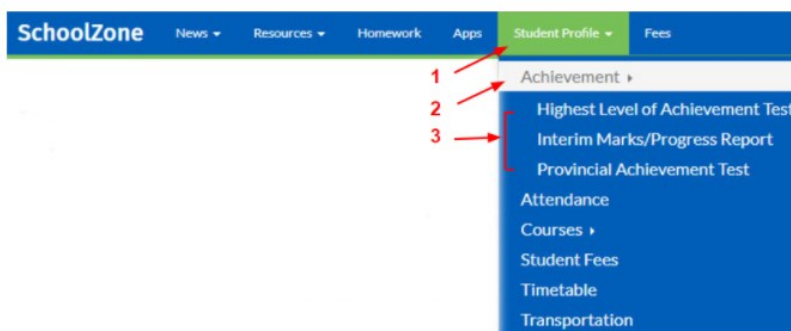 SchoolZone News Resources Homework Apps Student Profile Fees
1
Achievement
2
Highest Level of Achievement Test
3
Interim Marks/Progress Report
Provincial Achievement Test
Attendance
Courses
Student Fees
Timetable
Transportation